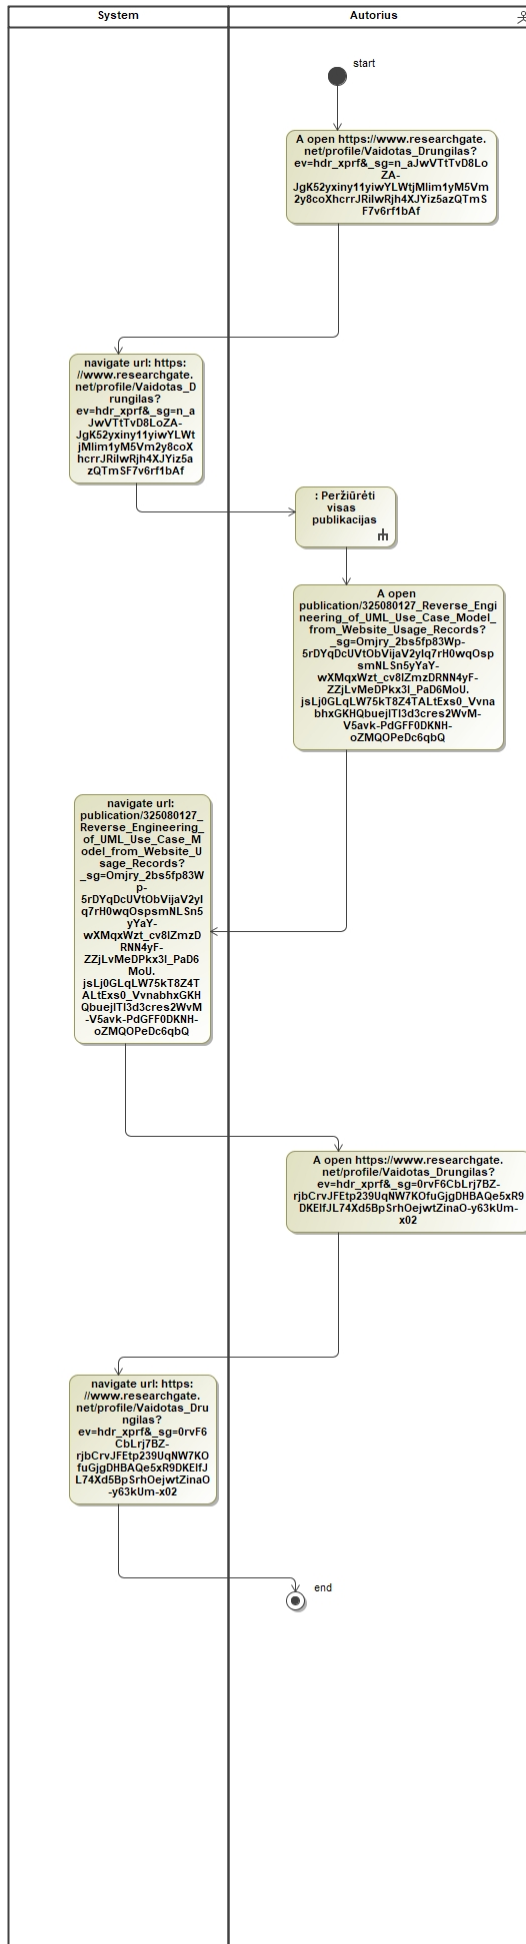 System
Autorius
start
A open https://www.researchgate.
net/profile/Vaidotas_Drungilas?
ev=hdr_xprf&_sg=n_aJwVTtTvD8Lo
ZA-
JgK52yxiny11yiwYLWtjMlim1yM5Vm
2y8coXhcrrJRilwRjh4XJYiz5azQTmS
F7v6rf1bAf
navigate url: https:
//www.researchgate.
net/profile/Vaidotas_D
rungilas?
ev=hdr_xprf&_sg=n_a
JwVTtTvD8LoZA-
JgK52yxiny11yiwYLWt
jMlim1yM5Vm2y8coX
hcrrJRilwRjh4XJYiz5a
zQTmSF7v6rf1bAf
: Peržiūrėti
visas
publikacijas
A open
publication/325080127_Reverse_Engi
neering_of_UML_Use_Case_Model_
from_Website_Usage_Records?
_sg=Omjry_2bs5fp83Wp-
5rDYqDcUVtObVijaV2ylq7rH0wqOsp
smNLSn5yYaY-
wXMqxWzt_cv8lZmzDRNN4yF-
ZZjLvMeDPkx3l_PaD6MoU.
jsLj0GLqLW75kT8Z4TALtExs0_Vvna
bhxGKHQbuejlTl3d3cres2WvM-
V5avk-PdGFF0DKNH-
oZMQOPeDc6qbQ
navigate url:
publication/325080127_
Reverse_Engineering_
of_UML_Use_Case_M
odel_from_Website_U
sage_Records?
_sg=Omjry_2bs5fp83W
p-
5rDYqDcUVtObVijaV2yl
q7rH0wqOspsmNLSn5
yYaY-
wXMqxWzt_cv8lZmzD
RNN4yF-
ZZjLvMeDPkx3l_PaD6
MoU.
jsLj0GLqLW75kT8Z4T
ALtExs0_VvnabhxGKH
QbuejlTl3d3cres2WvM
-V5avk-PdGFF0DKNH-
oZMQOPeDc6qbQ
A open https://www.researchgate.
net/profile/Vaidotas_Drungilas?
ev=hdr_xprf&_sg=0rvF6CbLrj7BZ-
rjbCrvJFEtp239UqNW7KOfuGjgDHBAQe5xR9
DKElfJL74Xd5BpSrhOejwtZinaO-y63kUm-
x02
navigate url: https:
//www.researchgate.
net/profile/Vaidotas_Dru
ngilas?
ev=hdr_xprf&_sg=0rvF6
CbLrj7BZ-
rjbCrvJFEtp239UqNW7KO
fuGjgDHBAQe5xR9DKElfJ
L74Xd5BpSrhOejwtZinaO
-y63kUm-x02
end